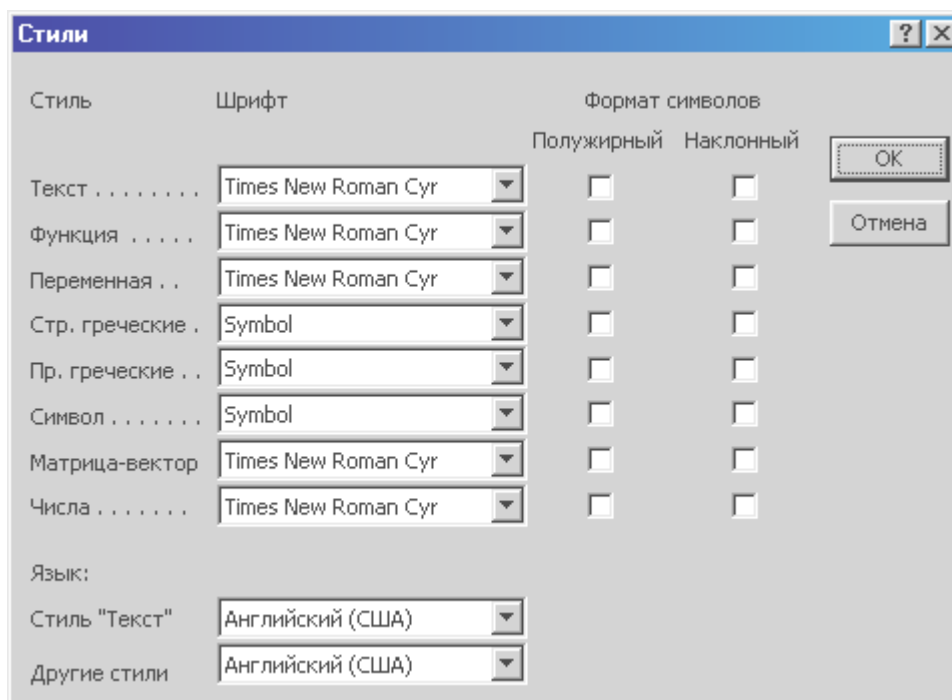 Стили
Стиль Шрифт Формат символов
Полужирный Наклонный
OK
Текст . . . . . . . . Times New Roman Cyr
Отмена
Функция . . . . . Times New Roman Cyr
Переменная . . Times New Roman Cyr
Стр. греческие . Symbol
Пр. греческие . . Symbol
Символ . . . . . . . Symbol
Матрица-вектор Times New Roman Cyr
Числа . . . . . . . Times New Roman Cyr
Язык:
Стиль "Текст" Английский (США)
Другие стили Английский (США)